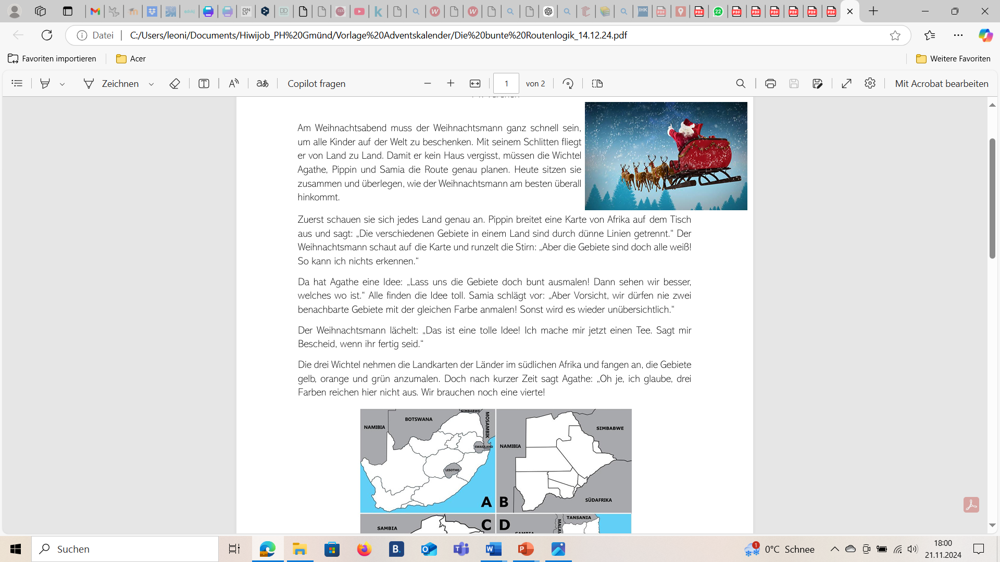 22
Datei
C:/Users/leoni/Documents/Hiwijob_PH%20Gmünd/Vorlage%20Adventskalender/Die%20bunte%20Routenlogik_14.12.24.pdf
Favoriten importieren
Acer
Weitere Favoriten
Zeichnen
Copilot fragen
1
von 2
Mit Acrobat bearbeiten
Am Weihnachtsabend muss der Weihnachtsmann ganz schnell sein,
um alle Kinder auf der Welt zu beschenken. Mit seinem Schlitten fliegt
er von Land zu Land. Damit er kein Haus vergisst, müssen die Wichtel
Agathe, Pippin und Samia die Route genau planen. Heute sitzen sie
zusammen und überlegen, wie der Weihnachtsmann am besten überall
hinkommt.
Zuerst schauen sie sich jedes Land genau an. Pippin breitet eine Karte von Afrika auf dem Tisch
aus und sagt: „Die verschiedenen Gebiete in einem Land sind durch dünne Linien getrennt.“ Der
Weihnachtsmann schaut auf die Karte und runzelt die Stirn: „Aber die Gebiete sind doch alle weiß!
So kann ich nichts erkennen.“
Da hat Agathe eine Idee: „Lass uns die Gebiete doch bunt ausmalen! Dann sehen wir besser,
welches wo ist.“ Alle finden die Idee toll. Samia schlägt vor: „Aber Vorsicht, wir dürfen nie zwei
benachbarte Gebiete mit der gleichen Farbe anmalen! Sonst wird es wieder unübersichtlich.“
Der Weihnachtsmann lächelt: „Das ist eine tolle Idee! Ich mache mir jetzt einen Tee. Sagt mir
Bescheid, wenn ihr fertig seid.“
Die drei Wichtel nehmen die Landkarten der Länder im südlichen Afrika und fangen an, die Gebiete
gelb, orange und grün anzumalen. Doch nach kurzer Zeit sagt Agathe: „Oh je, ich glaube, drei
Farben reichen hier nicht aus. Wir brauchen noch eine vierte!
SIMBABWE
BOTSWANA
NAMIBIA
MOSAMBIK
SWASILAND
LESOTHO
A
SIMBABWE
NAMIBIA
SÜDAFRIKA
B
SAMBIA
C
D
TANSANIA
Suchen
1
0°C Schnee
18:00
21.11.2024